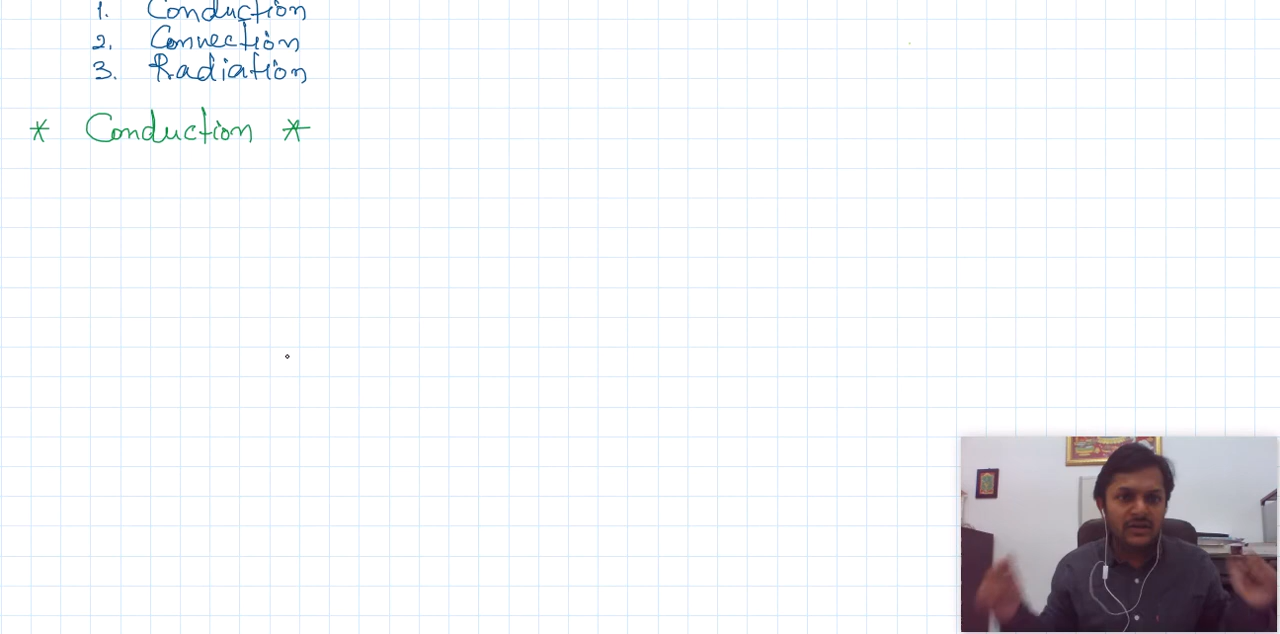 1. Conduction
2. Convection
3. Radiation
* Conduction *